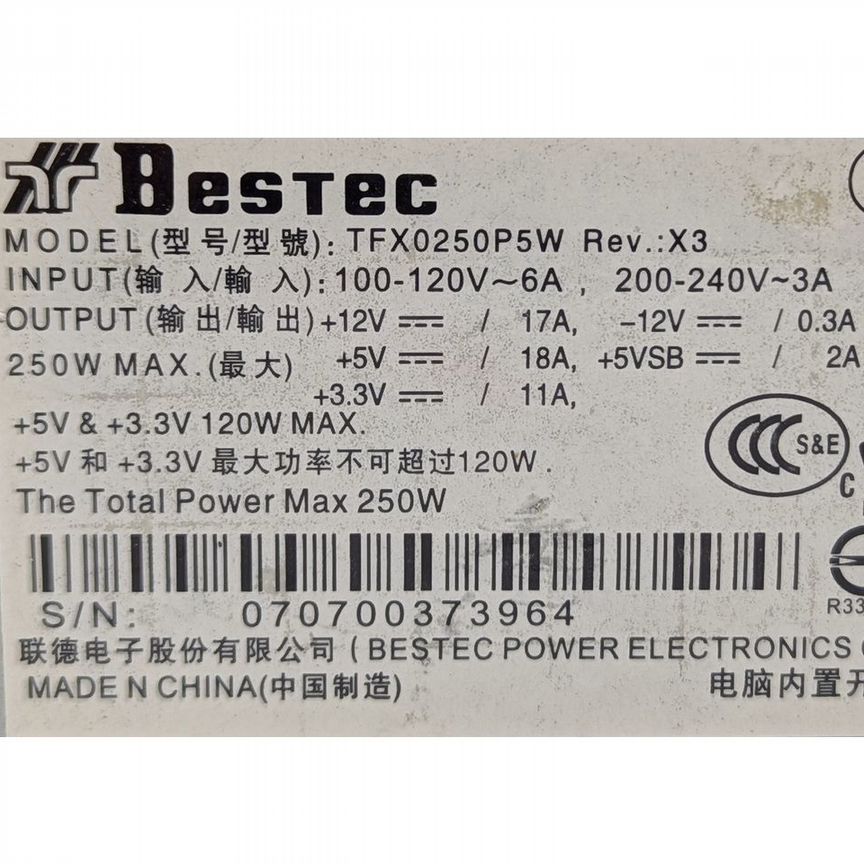 BESTEC
MODEL(型号/型號): TFX0250P5W Rev.:X3
INPUT(输入/輸入): 100-120V~6A , 200-240V~3A
OUTPUT(输出/輸出) +12V ⎓ / 17A, -12V ⎓ / 0.3A
250W MAX.(最大) +5V ⎓ / 18A, +5VSB ⎓ / 2A
+3.3V ⎓ / 11A,
+5V & +3.3V 120W MAX.
+5V 和 +3.3V 最大功率不可超过120W .
The Total Power Max 250W
CCC S&E
C
S/N: 070700373964
R33
联德电子股份有限公司 ( BESTEC POWER ELECTRONICS
MADE N CHINA(中国制造)
电脑内置开